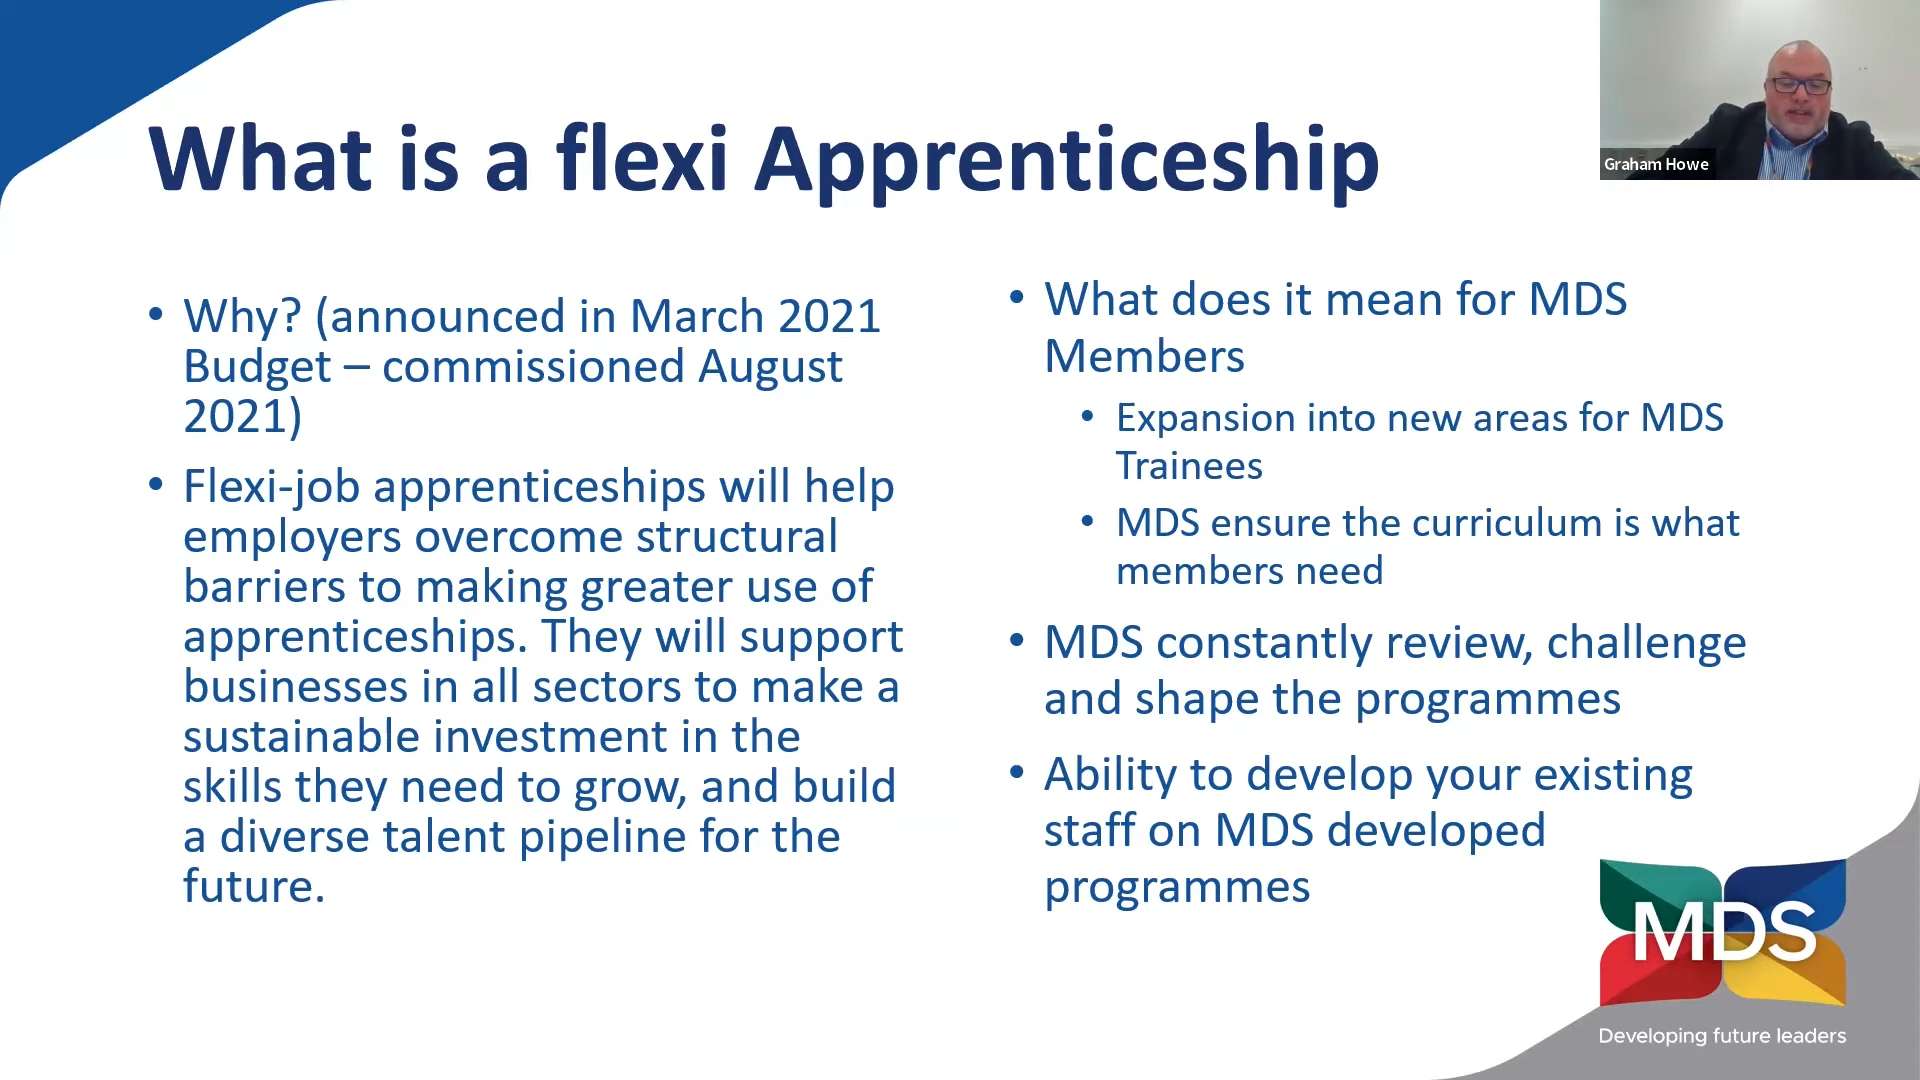 What is a flexi Apprenticeship
Graham Howe
• Why? (announced in March 2021
Budget – commissioned August
2021)
• Flexi-job apprenticeships will help
employers overcome structural
barriers to making greater use of
apprenticeships. They will support
businesses in all sectors to make a
sustainable investment in the
skills they need to grow, and build
a diverse talent pipeline for the
future.
• What does it mean for MDS
Members
• Expansion into new areas for MDS
Trainees
• MDS ensure the curriculum is what
members need
• MDS constantly review, challenge
and shape the programmes
• Ability to develop your existing
staff on MDS developed
programmes
MDS
Developing future leaders